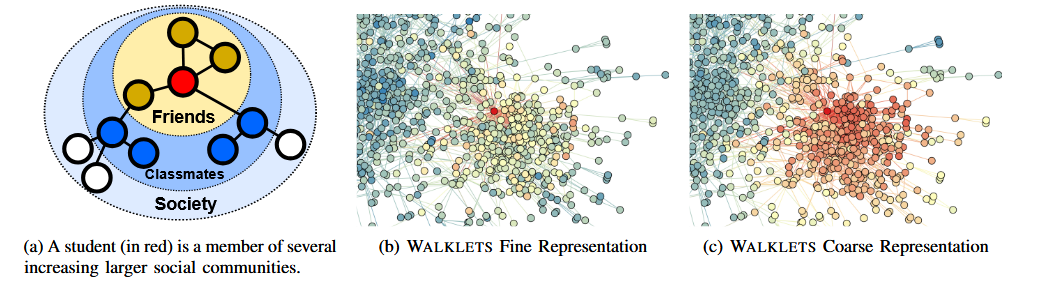 Friends
Classmates
Society
(a) A student (in red) is a member of several
increasing larger social communities.
(b) WALKLETS Fine Representation
(c) WALKLETS Coarse Representation